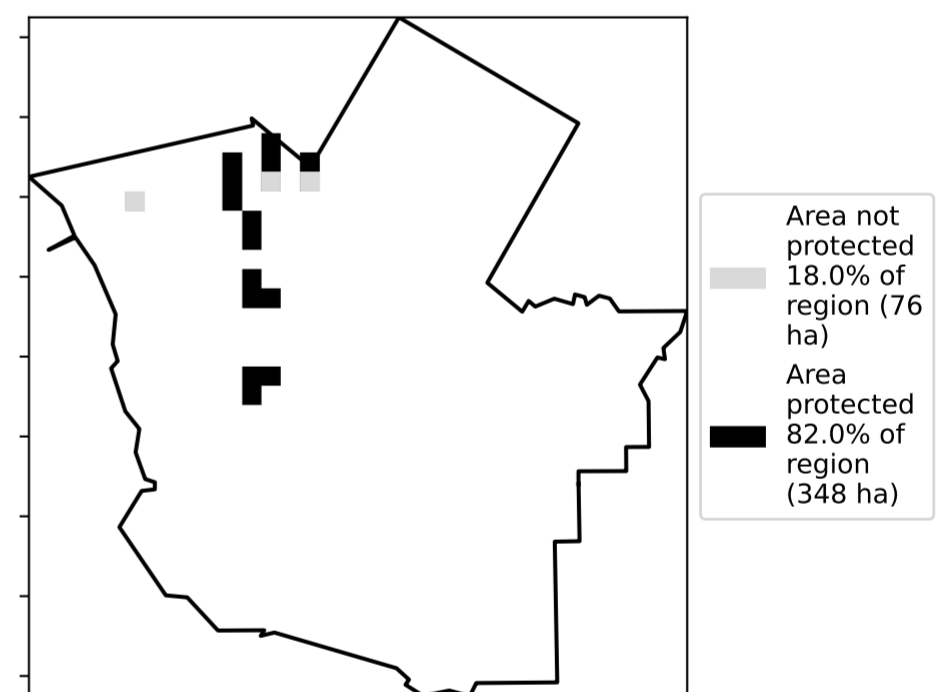 Area not
protected
18.0% of
region (76
ha)
Area
protected
82.0% of
region
(348 ha)